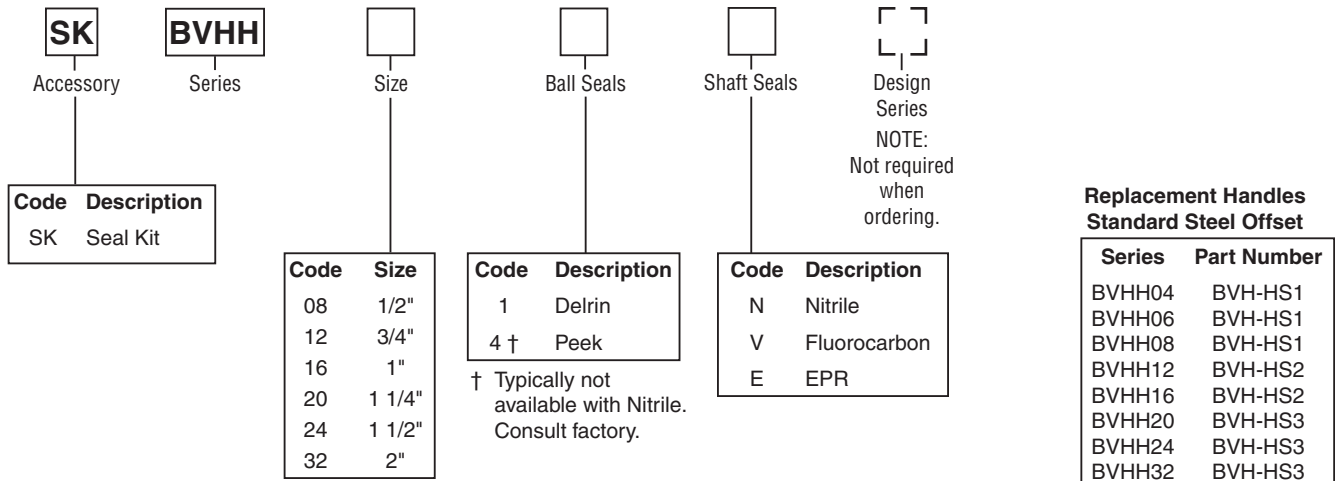 SK BVHH
Accessory Series Size Ball Seals Shaft Seals Design
Series
NOTE:
Not required
when
ordering.
Code Description
SK Seal Kit
Code Size
08 1/2"
12 3/4"
16 1"
20 1 1/4"
24 1 1/2"
32 2"
Code Description
1 Delrin
4 † Peek
† Typically not
available with Nitrile.
Consult factory.
Code Description
N Nitrile
V Fluorocarbon
E EPR
Replacement Handles
Standard Steel Offset
Series Part Number
BVHH04 BVH-HS1
BVHH06 BVH-HS1
BVHH08 BVH-HS1
BVHH12 BVH-HS2
BVHH16 BVH-HS2
BVHH20 BVH-HS3
BVHH24 BVH-HS3
BVHH32 BVH-HS3